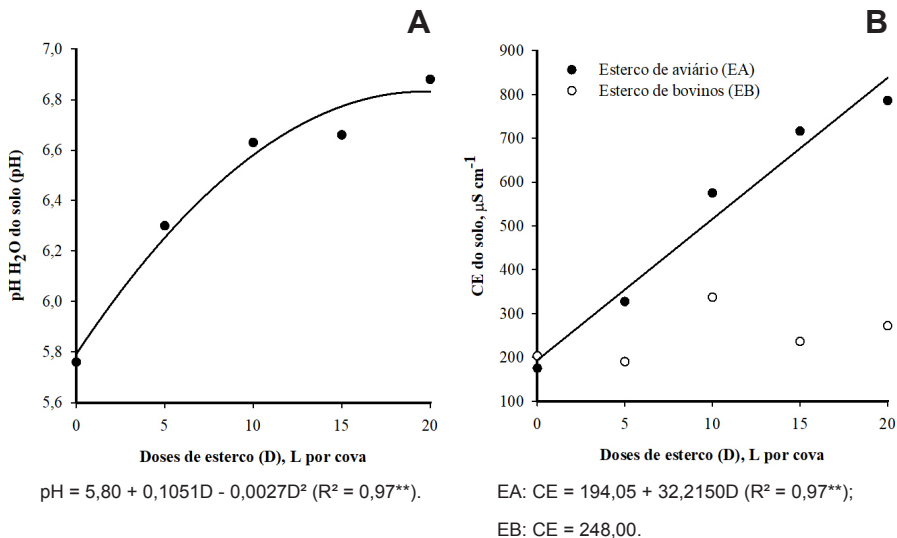 A
7,0
6,8
6,6
6,4
6,2
6,0
5,8
5,6
pH H₂O do solo (pH)
0 5 10 15 20
Doses de esterco (D), L por cova
pH = 5,80 + 0,1051D - 0,0027D² (R² = 0,97**).
B
900
800
700
600
500
400
300
200
100
CE do solo, µS cm⁻¹
Esterco de aviário (EA)
Esterco de bovinos (EB)
0 5 10 15 20
Doses de esterco (D), L por cova
EA: CE = 194,05 + 32,2150D (R² = 0,97**);
EB: CE = 248,00.